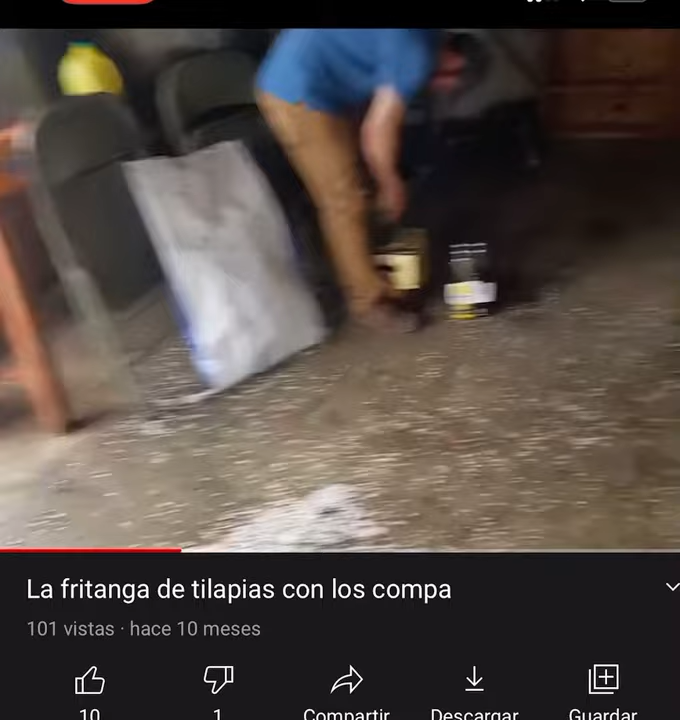 La fritanga de tilapias con los compa
101 vistas · hace 10 meses
10 1 Compartir Descargar Guardar